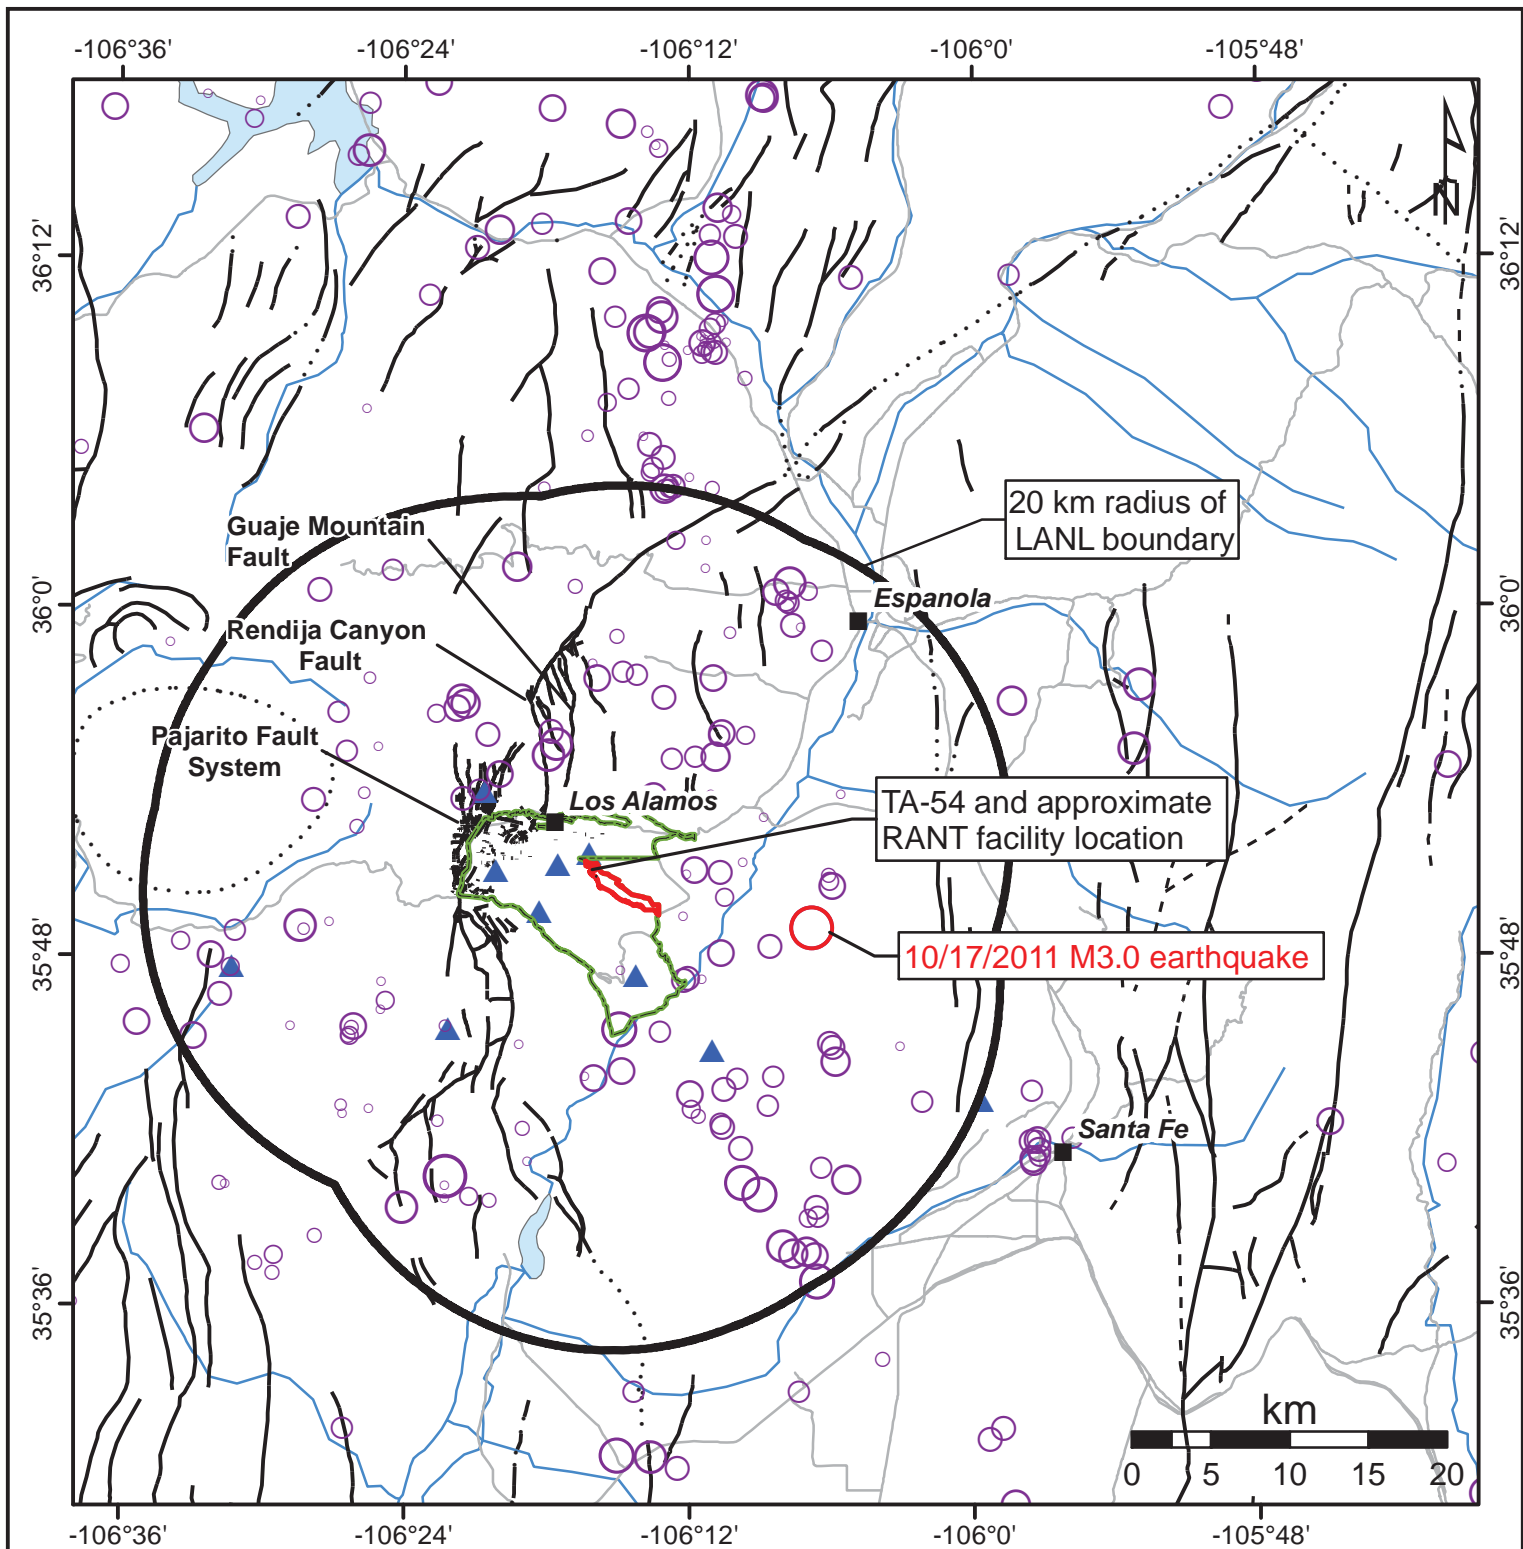 -106°36'
-106°24'
-106°12'
-106°0'
-105°48'
N
36°12'
36°12'
20 km radius of
LANL boundary
Guaje Mountain
Fault
36°0'
36°0'
Espanola
Rendija Canyon
Fault
Pajarito Fault
System
Los Alamos
TA-54 and approximate
RANT facility location
10/17/2011 M3.0 earthquake
35°48'
35°48'
Santa Fe
35°36'
35°36'
km
0 5 10 15 20
-106°36'
-106°24'
-106°12'
-106°0'
-105°48'